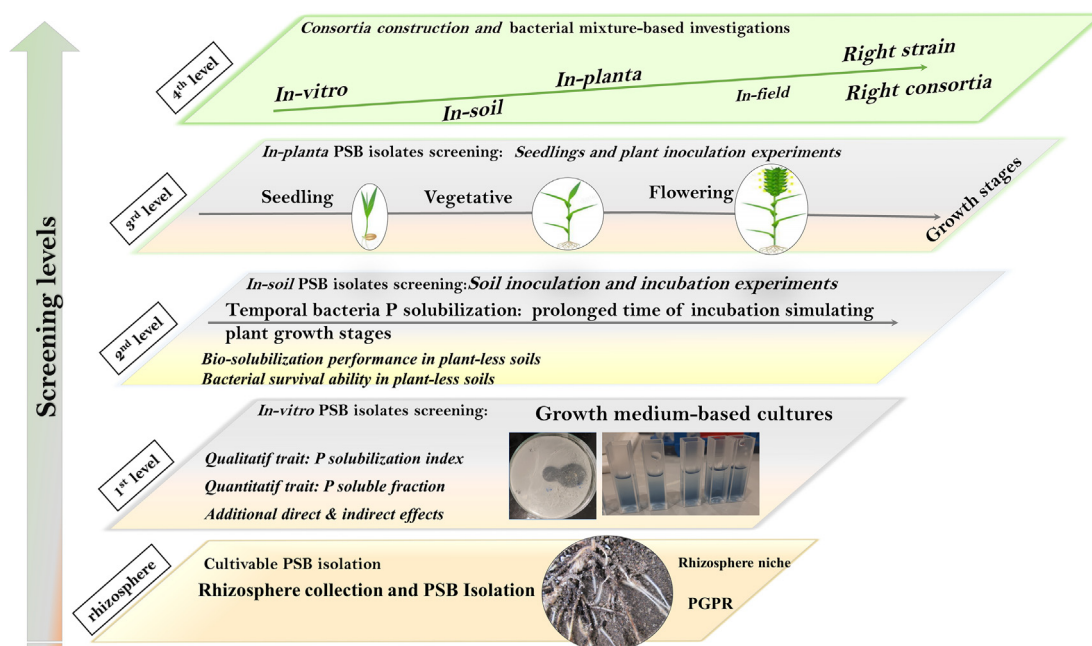 Screening levels
4th level
Consortia construction and bacterial mixture-based investigations
In-vitro
In-soil
In-planta
In-field
Right strain
Right consortia
3rd level
In-planta PSB isolates screening: Seedlings and plant inoculation experiments
Seedling
Vegetative
Flowering
Growth stages
2nd level
In-soil PSB isolates screening:Soil inoculation and incubation experiments
Temporal bacteria P solubilization: prolonged time of incubation simulating
plant growth stages
Bio-solubilization performance in plant-less soils
Bacterial survival ability in plant-less soils
1st level
In-vitro PSB isolates screening:
Growth medium-based cultures
Qualitatif trait: P solubilization index
Quantitatif trait: P soluble fraction
Additional direct & indirect effects
rhizosphere
Cultivable PSB isolation
Rhizosphere collection and PSB Isolation
Rhizosphere niche
PGPR